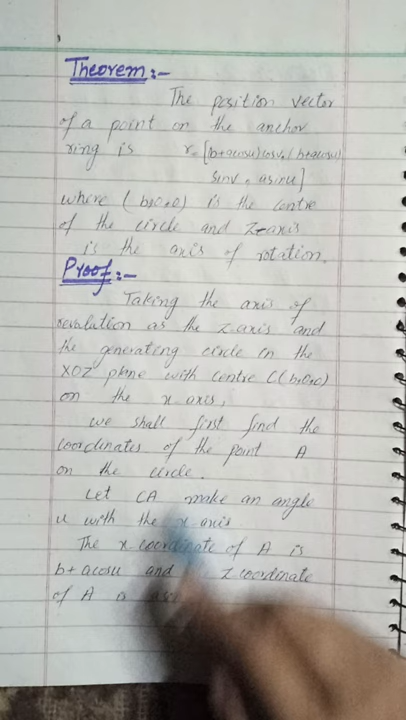 Theorem:-
The position vector
of a point on the anchor
ring is r = [(b+acosu)cosv, (b+acosu)
sinv, asinu]
where (b,0,0) is the centre
of the circle and Z-axis
is the axis of rotation.
Proof:-
Taking the axis of
revolution as the z axis and
the generating circle in the
XOZ plane with centre C(b,0,0)
on the x axis,
we shall first find the
coordinates of the point A
on the circle.
Let CA make an angle
u with the x axis
The x coordinate of A is
b+acosu and z coordinate
of A is